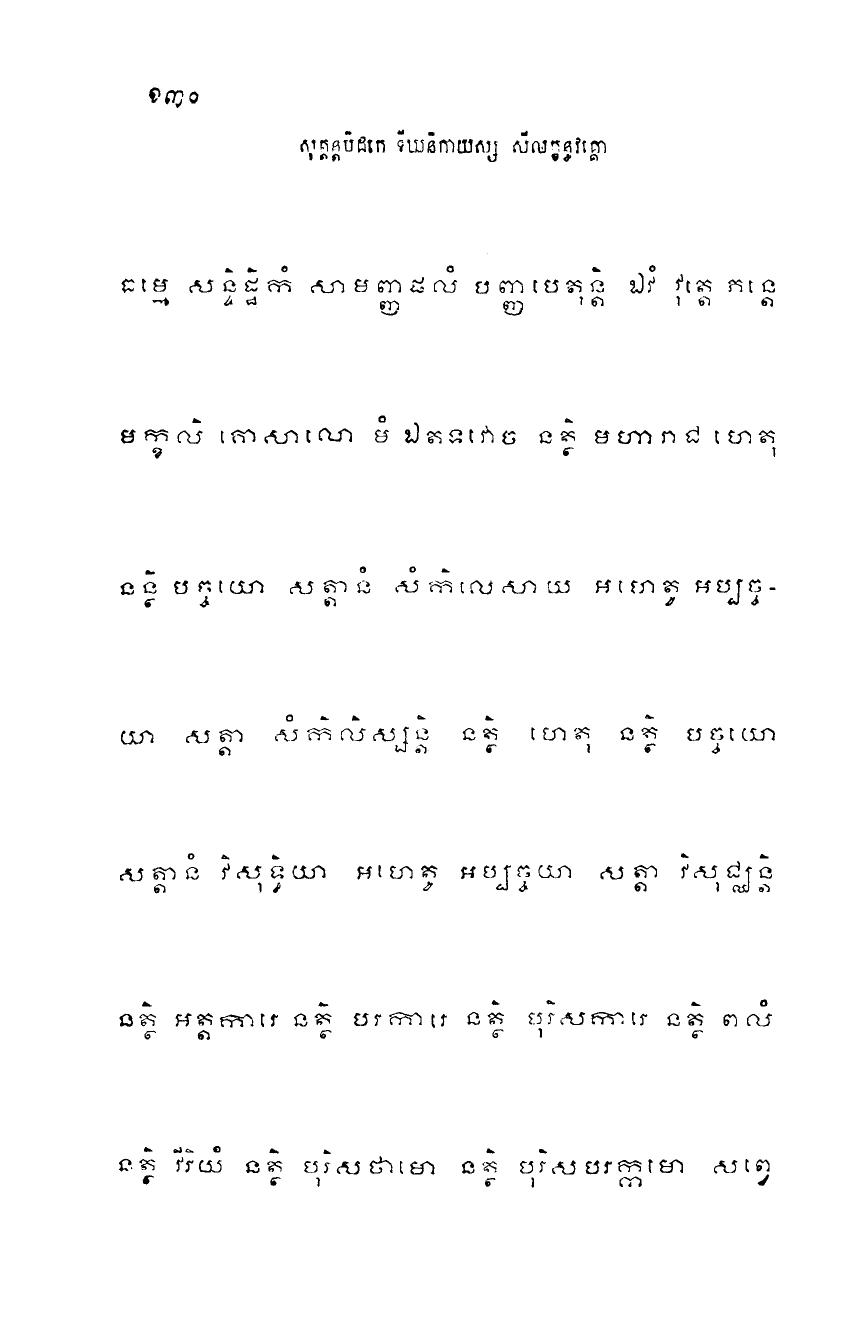 ១៣០
សុត្តន្តបិដកេ ទីឃនិកាយស្ស សីលក្ខន្ធវគ្គោ
ធម្មេ សន្ទិដ្ឋិកំ សាមញ្ញផលំ បញ្ញបេតុន្តិ ឯវំ វុត្តេ ភន្តេ
មក្ខលិ គោសាលោ មំ ឯតទវោច នត្ថិ មហារាជ ហេតុ
នត្ថិ បច្ចយោ សត្តានំ សំកិលេសាយ អហេតូ អប្បច្ច-
យា សត្តា សំកិលិស្សន្តិ នត្ថិ ហេតុ នត្ថិ បច្ចយោ
សត្តានំ វិសុទ្ធិយា អហេតូ អប្បច្ចយា សត្តា វិសុជ្ឈន្តិ
នត្ថិ អត្តការេ នត្ថិ បរការេ នត្ថិ បុរិសការេ នត្ថិ ពលំ
នត្ថិ វីរិយំ នត្ថិ បុរិសថាមោ នត្ថិ បុរិសបរក្កមោ សព្វេ